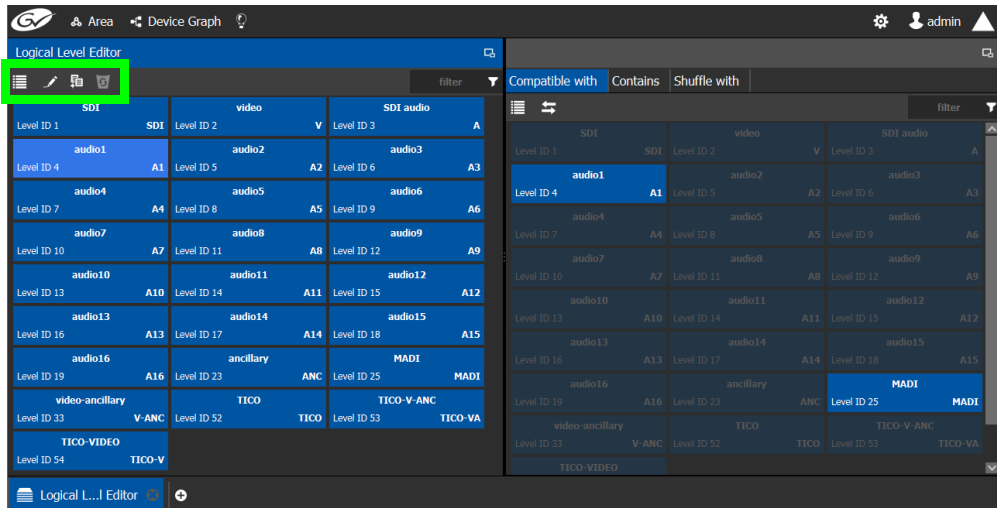 GV Area Device Graph admin
Logical Level Editor
filter
SDI video SDI audio
Level ID 1 SDI Level ID 2 V Level ID 3 A
audio1 audio2 audio3
Level ID 4 A1 Level ID 5 A2 Level ID 6 A3
audio4 audio5 audio6
Level ID 7 A4 Level ID 8 A5 Level ID 9 A6
audio7 audio8 audio9
Level ID 10 A7 Level ID 11 A8 Level ID 12 A9
audio10 audio11 audio12
Level ID 13 A10 Level ID 14 A11 Level ID 15 A12
audio13 audio14 audio15
Level ID 16 A13 Level ID 17 A14 Level ID 18 A15
audio16 ancillary MADI
Level ID 19 A16 Level ID 23 ANC Level ID 25 MADI
video-ancillary TICO TICO-V-ANC
Level ID 33 V-ANC Level ID 52 TICO Level ID 53 TICO-VA
TICO-VIDEO
Level ID 54 TICO-V
Compatible with Contains Shuffle with
filter
SDI video SDI audio
Level ID 1 SDI Level ID 2 V Level ID 3 A
audio1 audio2 audio3
Level ID 4 A1 Level ID 5 A2 Level ID 6 A3
audio4 audio5 audio6
Level ID 7 A4 Level ID 8 A5 Level ID 9 A6
audio7 audio8 audio9
Level ID 10 A7 Level ID 11 A8 Level ID 12 A9
audio10 audio11 audio12
Level ID 13 A10 Level ID 14 A11 Level ID 15 A12
audio13 audio14 audio15
Level ID 16 A13 Level ID 17 A14 Level ID 18 A15
audio16 ancillary MADI
Level ID 19 A16 Level ID 23 ANC Level ID 25 MADI
video-ancillary TICO TICO-V-ANC
Level ID 33 V-ANC Level ID 52 TICO Level ID 53 TICO-VA
TICO-VIDEO
Logical L...l Editor